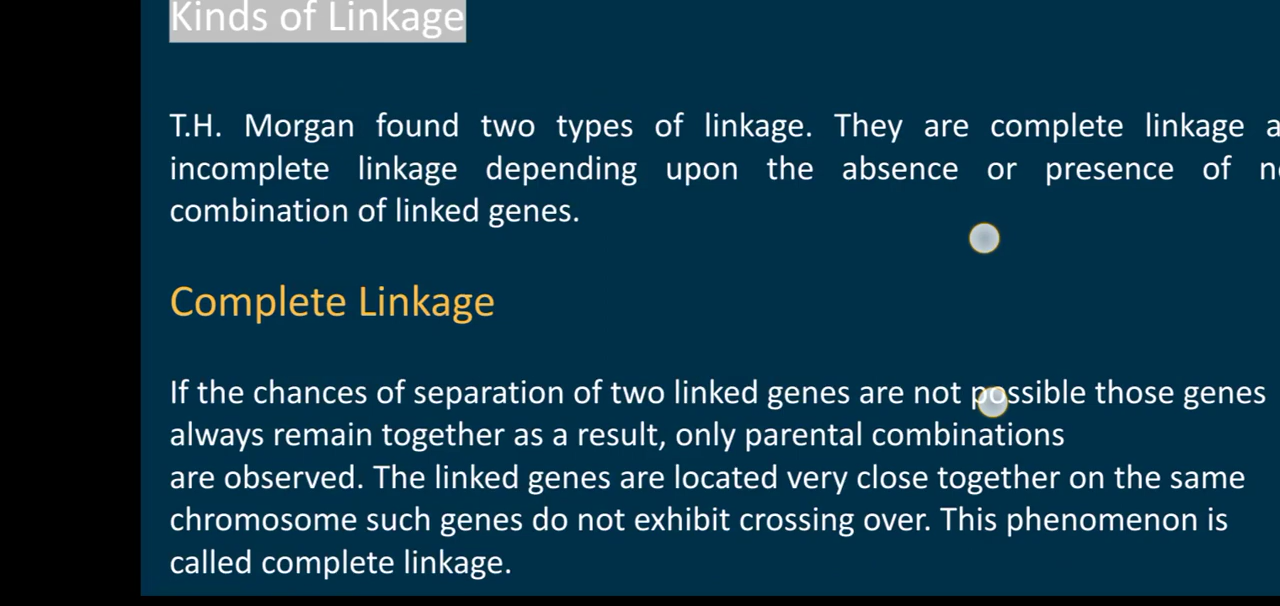 Kinds of Linkage
T.H. Morgan found two types of linkage. They are complete linkage
incomplete linkage depending upon the absence or presence of
combination of linked genes.
Complete Linkage
If the chances of separation of two linked genes are not possible those genes
always remain together as a result, only parental combinations
are observed. The linked genes are located very close together on the same
chromosome such genes do not exhibit crossing over. This phenomenon is
called complete linkage.